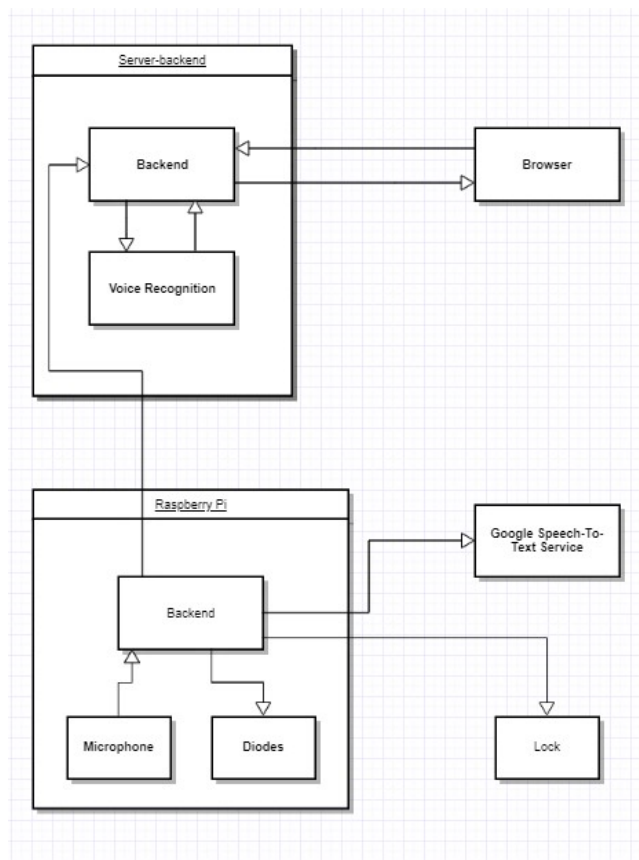 Server-backend
Backend
Browser
Voice Recognition
Raspberry Pi
Google Speech-To-
Text Service
Backend
Microphone
Diodes
Lock